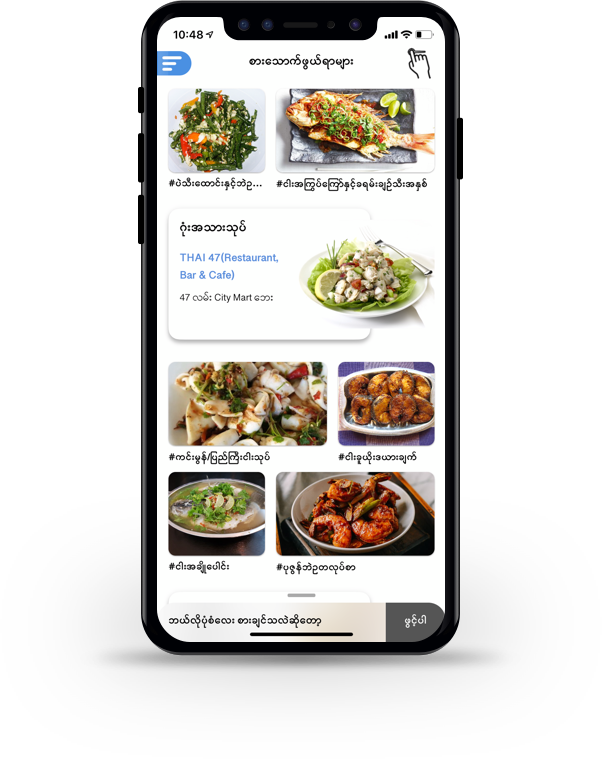 10:48
စားသောက်ဖွယ်ရာများ
#ပဲသီးထောင်းနှင့်ဘဲဥ...
#ငါးအကြွပ်ကြော်နှင့်ခရမ်းချဉ်သီးအနှစ်
ဂုံးအသားသုပ်
THAI 47(Restaurant,
Bar & Cafe)
47 လမ်း City Mart ဘေး
#ကင်းမွန်/ပြည်ကြီးငါးသုပ်
#ငါးခူယိုးဒယားချက်
#ငါးအချိုပေါင်း
#ပုဇွန်ဘဲဥတလုပ်စာ
ဘယ်လိုပုံစံလေး စားချင်သလဲဆိုတော့
ဖွင့်ပါ